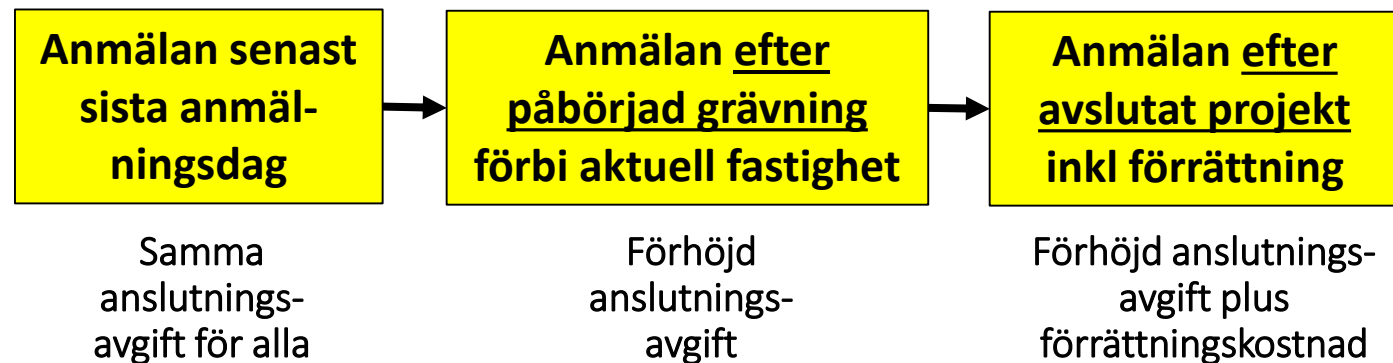 Anmälan senast
sista anmäl-
ningsdag
Anmälan efter
påbörjad grävning
förbi aktuell fastighet
Anmälan efter
avslutat projekt
inkl förrättning
Samma
anslutnings-
avgift för alla
Förhöjd
anslutnings-
avgift
Förhöjd anslutnings-
avgift plus
förrättningskostnad